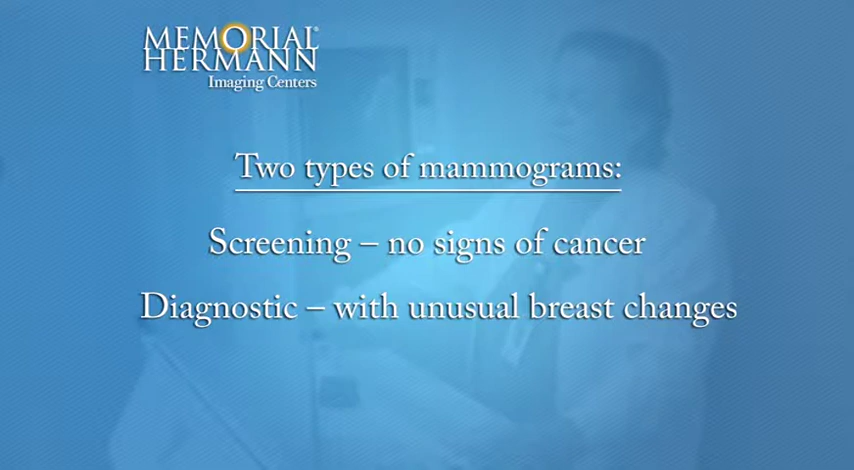 MEMORIAL®
HERMANN
Imaging Centers
Two types of mammograms:
Screening – no signs of cancer
Diagnostic – with unusual breast changes